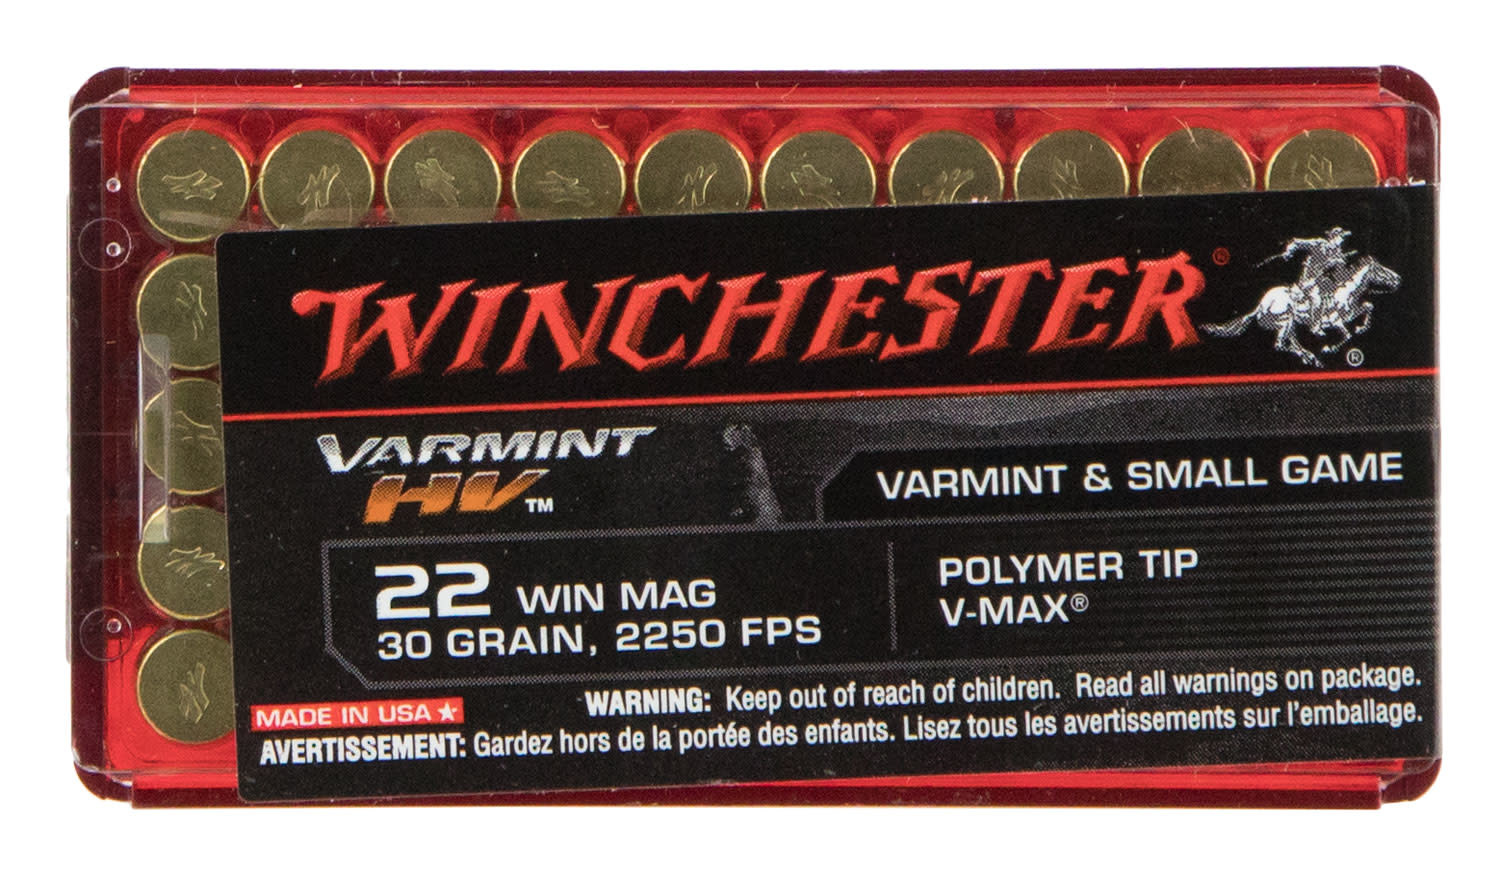 WINCHESTER®
®
VARMINT
HV™
VARMINT & SMALL GAME
22 WIN MAG
30 GRAIN, 2250 FPS
POLYMER TIP
V-MAX®
MADE IN USA ★
WARNING: Keep out of reach of children. Read all warnings on package.
AVERTISSEMENT: Gardez hors de la portée des enfants. Lisez tous les avertissements sur l'emballage.